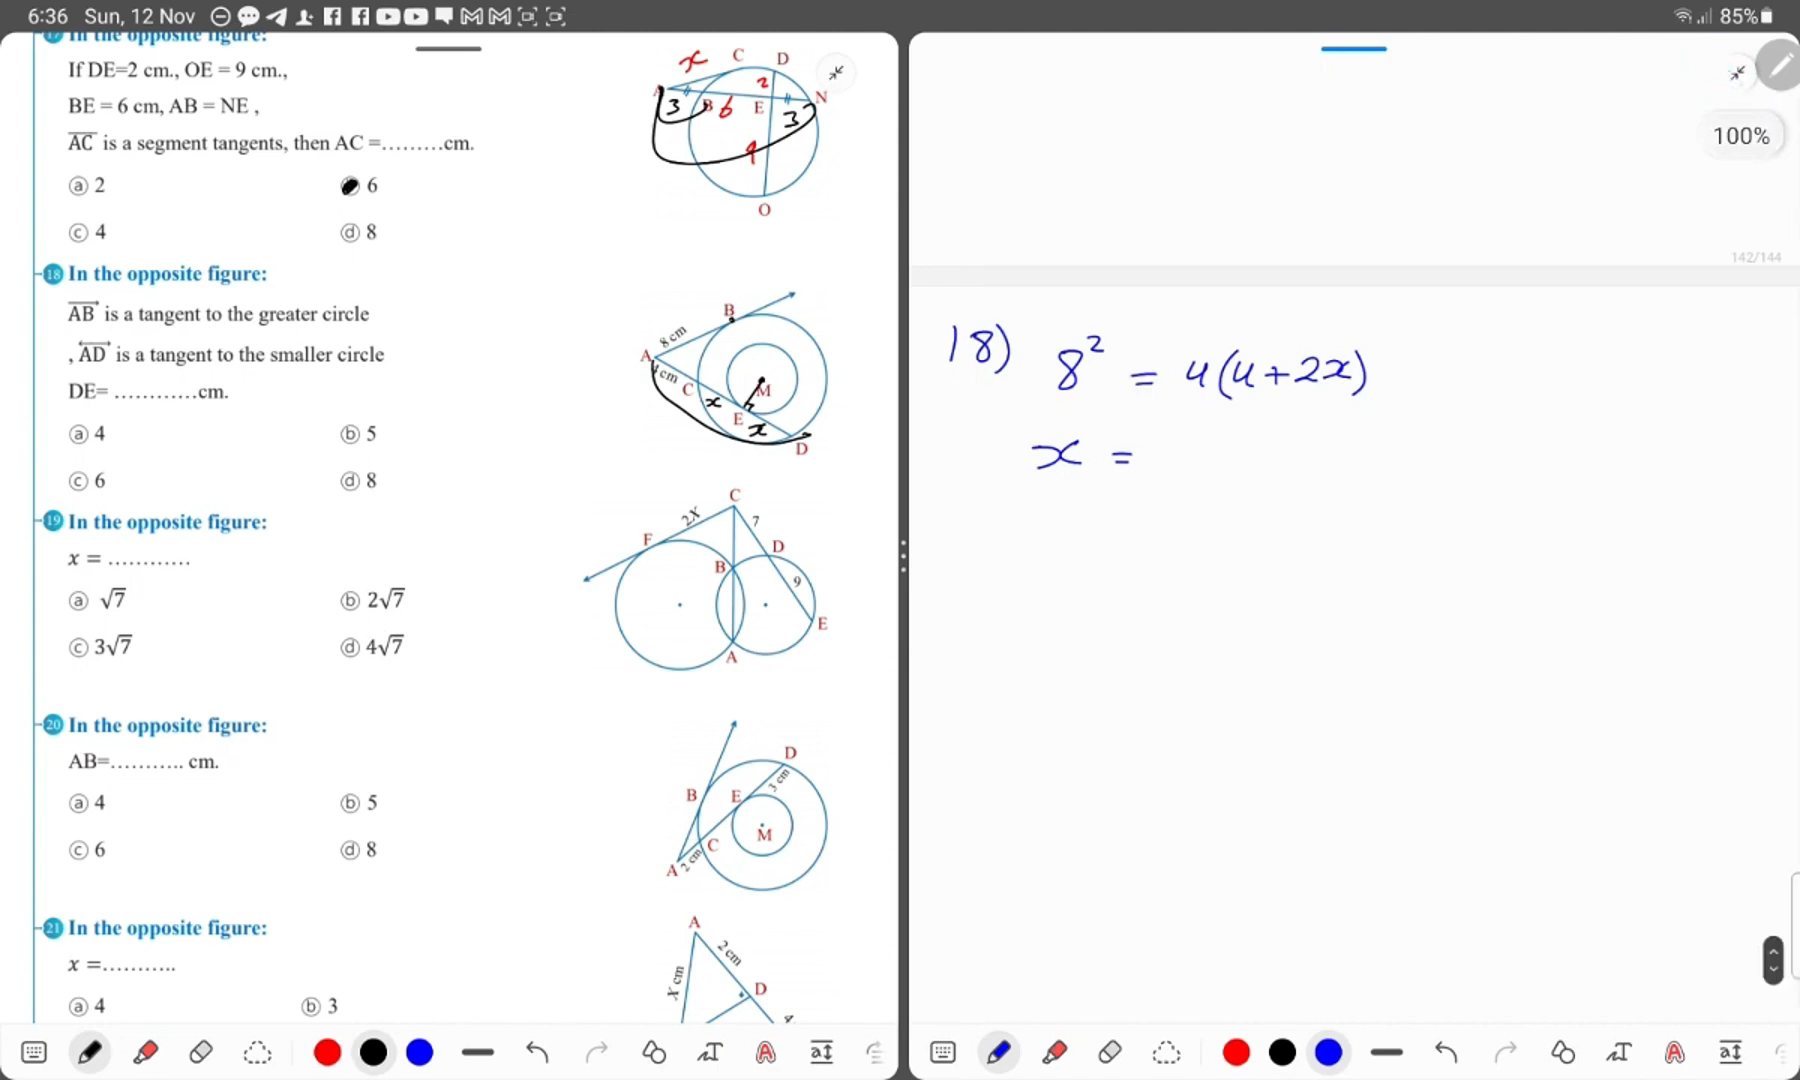 6:36 Sun, 12 Nov
85%
17 In the opposite figure:
If DE=2 cm., OE = 9 cm.,
BE = 6 cm, AB = NE ,
AC is a segment tangents, then AC =.........cm.
ⓐ 2
6
ⓒ 4
ⓓ 8
x C D
2
A 3 B 6 E 3 N
9
O
18 In the opposite figure:
AB is a tangent to the greater circle
, AD is a tangent to the smaller circle
DE= ............cm.
ⓐ 4
ⓑ 5
ⓒ 6
ⓓ 8
B
8 cm
A
cm C M
x
E x
D
19 In the opposite figure:
x = ............
ⓐ √7
ⓑ 2√7
ⓒ 3√7
ⓓ 4√7
C
2X 7
F D
B 9
E
A
20 In the opposite figure:
AB=........... cm.
ⓐ 4
ⓑ 5
ⓒ 6
ⓓ 8
D
B E 3 cm
M
C
A 2 cm
21 In the opposite figure:
x =...........
ⓐ 4
ⓑ 3
A
2 cm
X cm D
100%
142/144
18) 8² = 4(4+2x)
x =